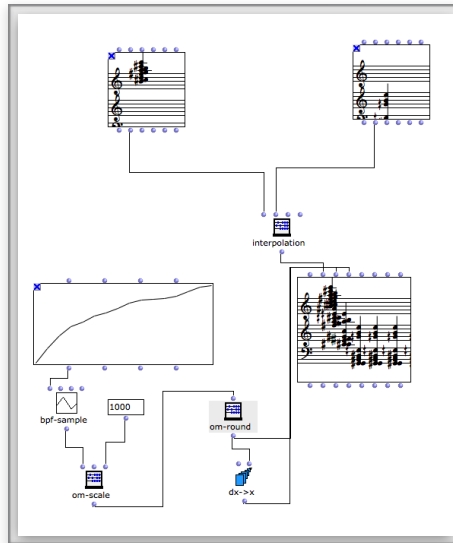 interpolation
1000
bpf-sample
om-round
om-scale
dx->x